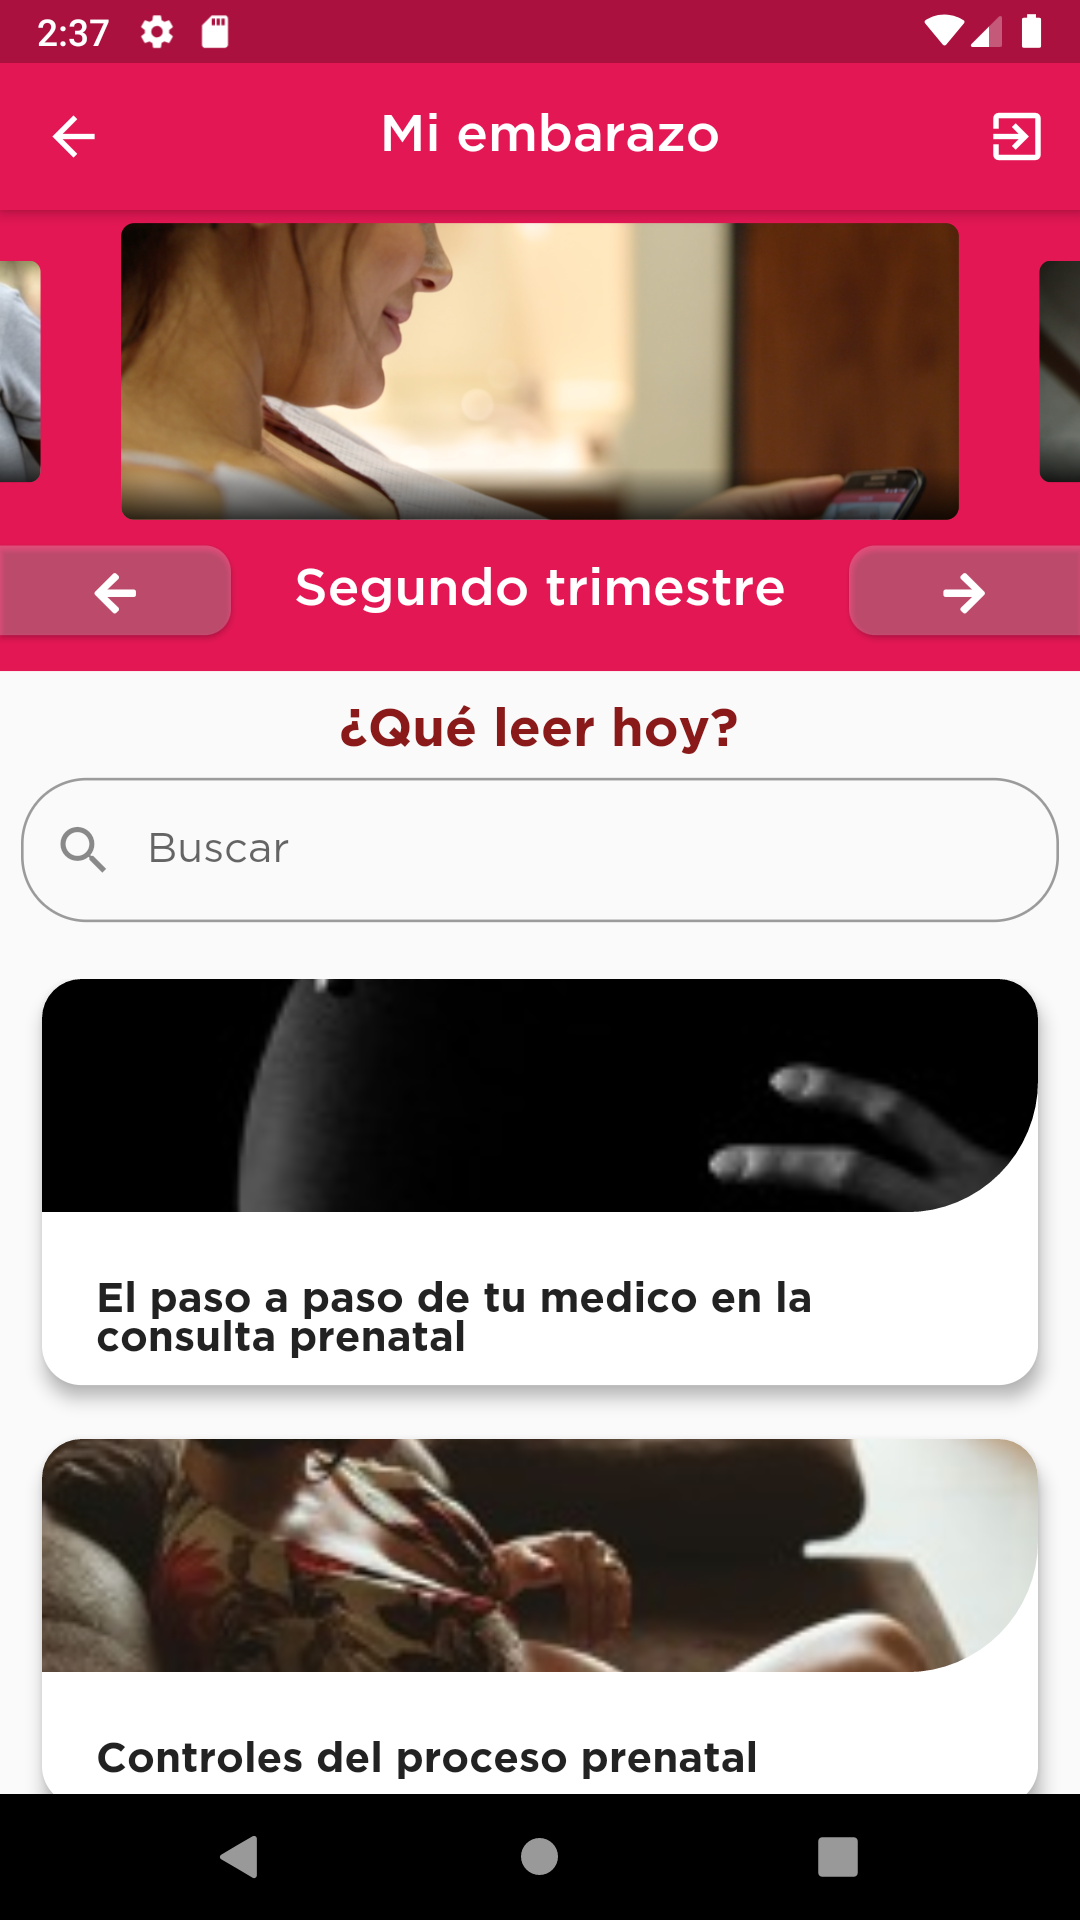 2:37
Mi embarazo
Segundo trimestre
¿Qué leer hoy?
Buscar
El paso a paso de tu medico en la
consulta prenatal
Controles del proceso prenatal